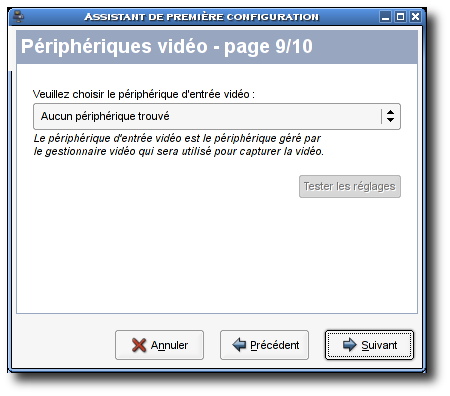 Assistant de première configuration
Périphériques vidéo - page 9/10
Veuillez choisir le périphérique d'entrée vidéo :
Aucun périphérique trouvé
Le périphérique d'entrée vidéo est le périphérique géré par
le gestionnaire vidéo qui sera utilisé pour capturer la vidéo.
Tester les réglages
Annuler
Précédent
Suivant